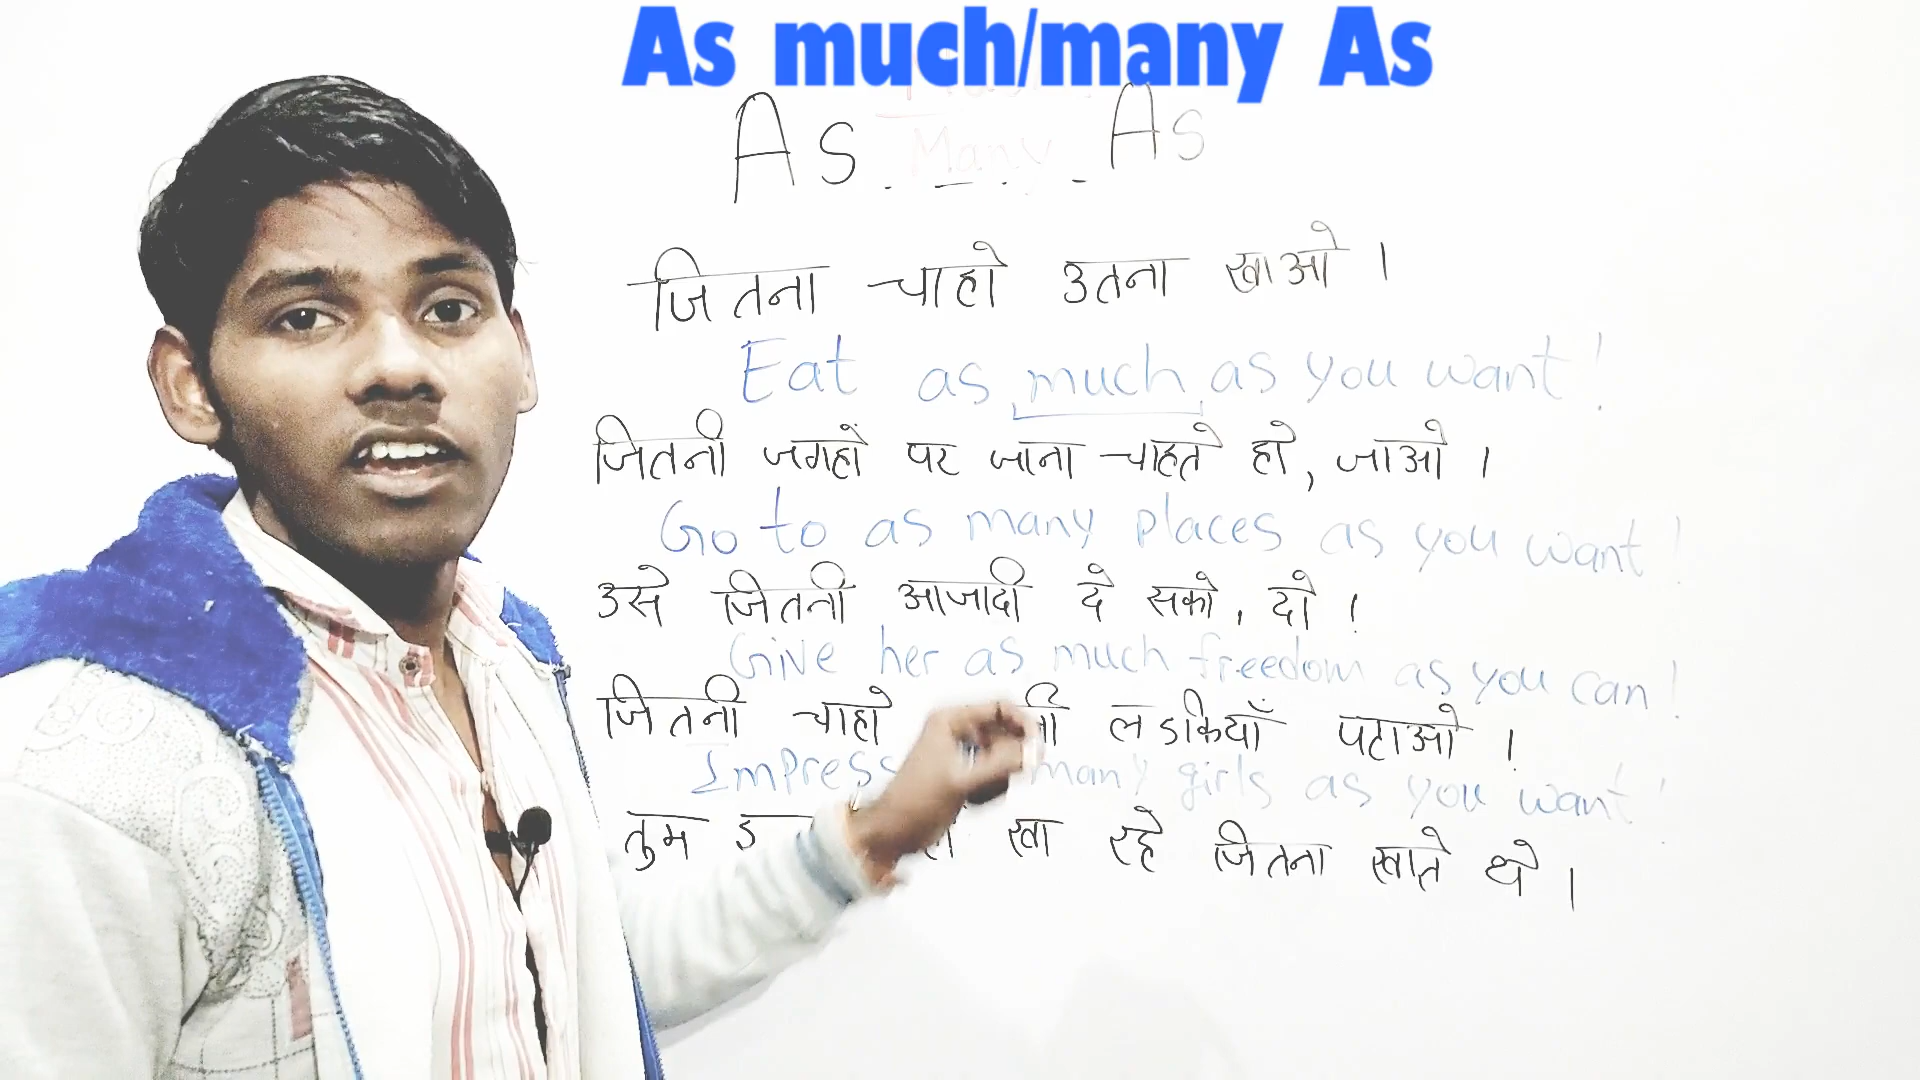 As much/many As
As Many As
जितना चाहो उतना खाओ ।
Eat as much as you want!
जितनी जगहों पर जाना चाहते हो, जाओ ।
Go to as many places as you want!
उसे जितनी आजादी दे सको, दो ।
Give her as much freedom as you can!
जितनी चाहो लडकियाँ पटाओ ।
Impress many girls as you want!
तुम खा रहे जितना खाते थे ।